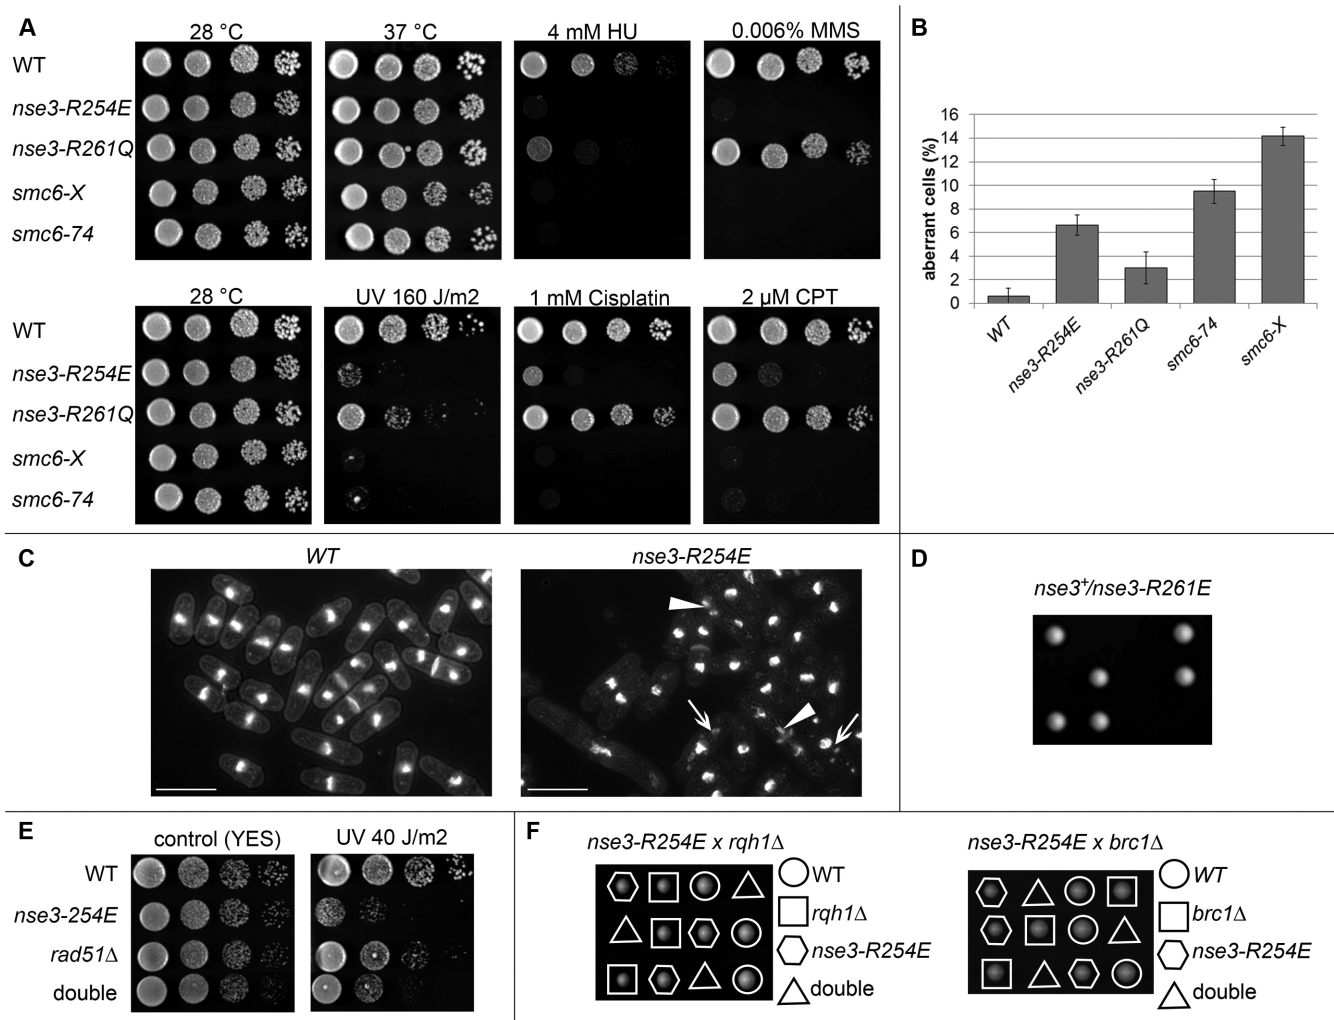 A
28 °C
37 °C
4 mM HU
0.006% MMS
WT
nse3-R254E
nse3-R261Q
smc6-X
smc6-74
28 °C
UV 160 J/m2
1 mM Cisplatin
2 µM CPT
WT
nse3-R254E
nse3-R261Q
smc6-X
smc6-74
B
aberrant cells (%)
16
14
12
10
8
6
4
2
0
WT
nse3-R254E
nse3-R261Q
smc6-74
smc6-X
C
WT
nse3-R254E
D
nse3+/nse3-R261E
E
control (YES)
UV 40 J/m2
WT
nse3-254E
rad51Δ
double
F
nse3-R254E x rqh1Δ
WT
rqh1Δ
nse3-R254E
double
nse3-R254E x brc1Δ
WT
brc1Δ
nse3-R254E
double